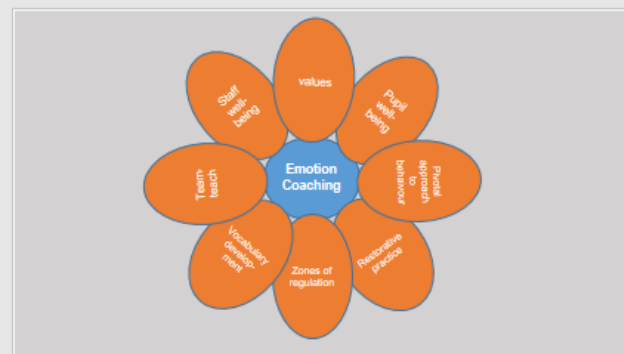 values
Pupil
well-
being
Pivotal
approach
to
behaviour
Restorative
practice
Zones of
regulation
Vocabulary
develop-
ment
Team-
teach
Staff
well-
being
Emotion
Coaching